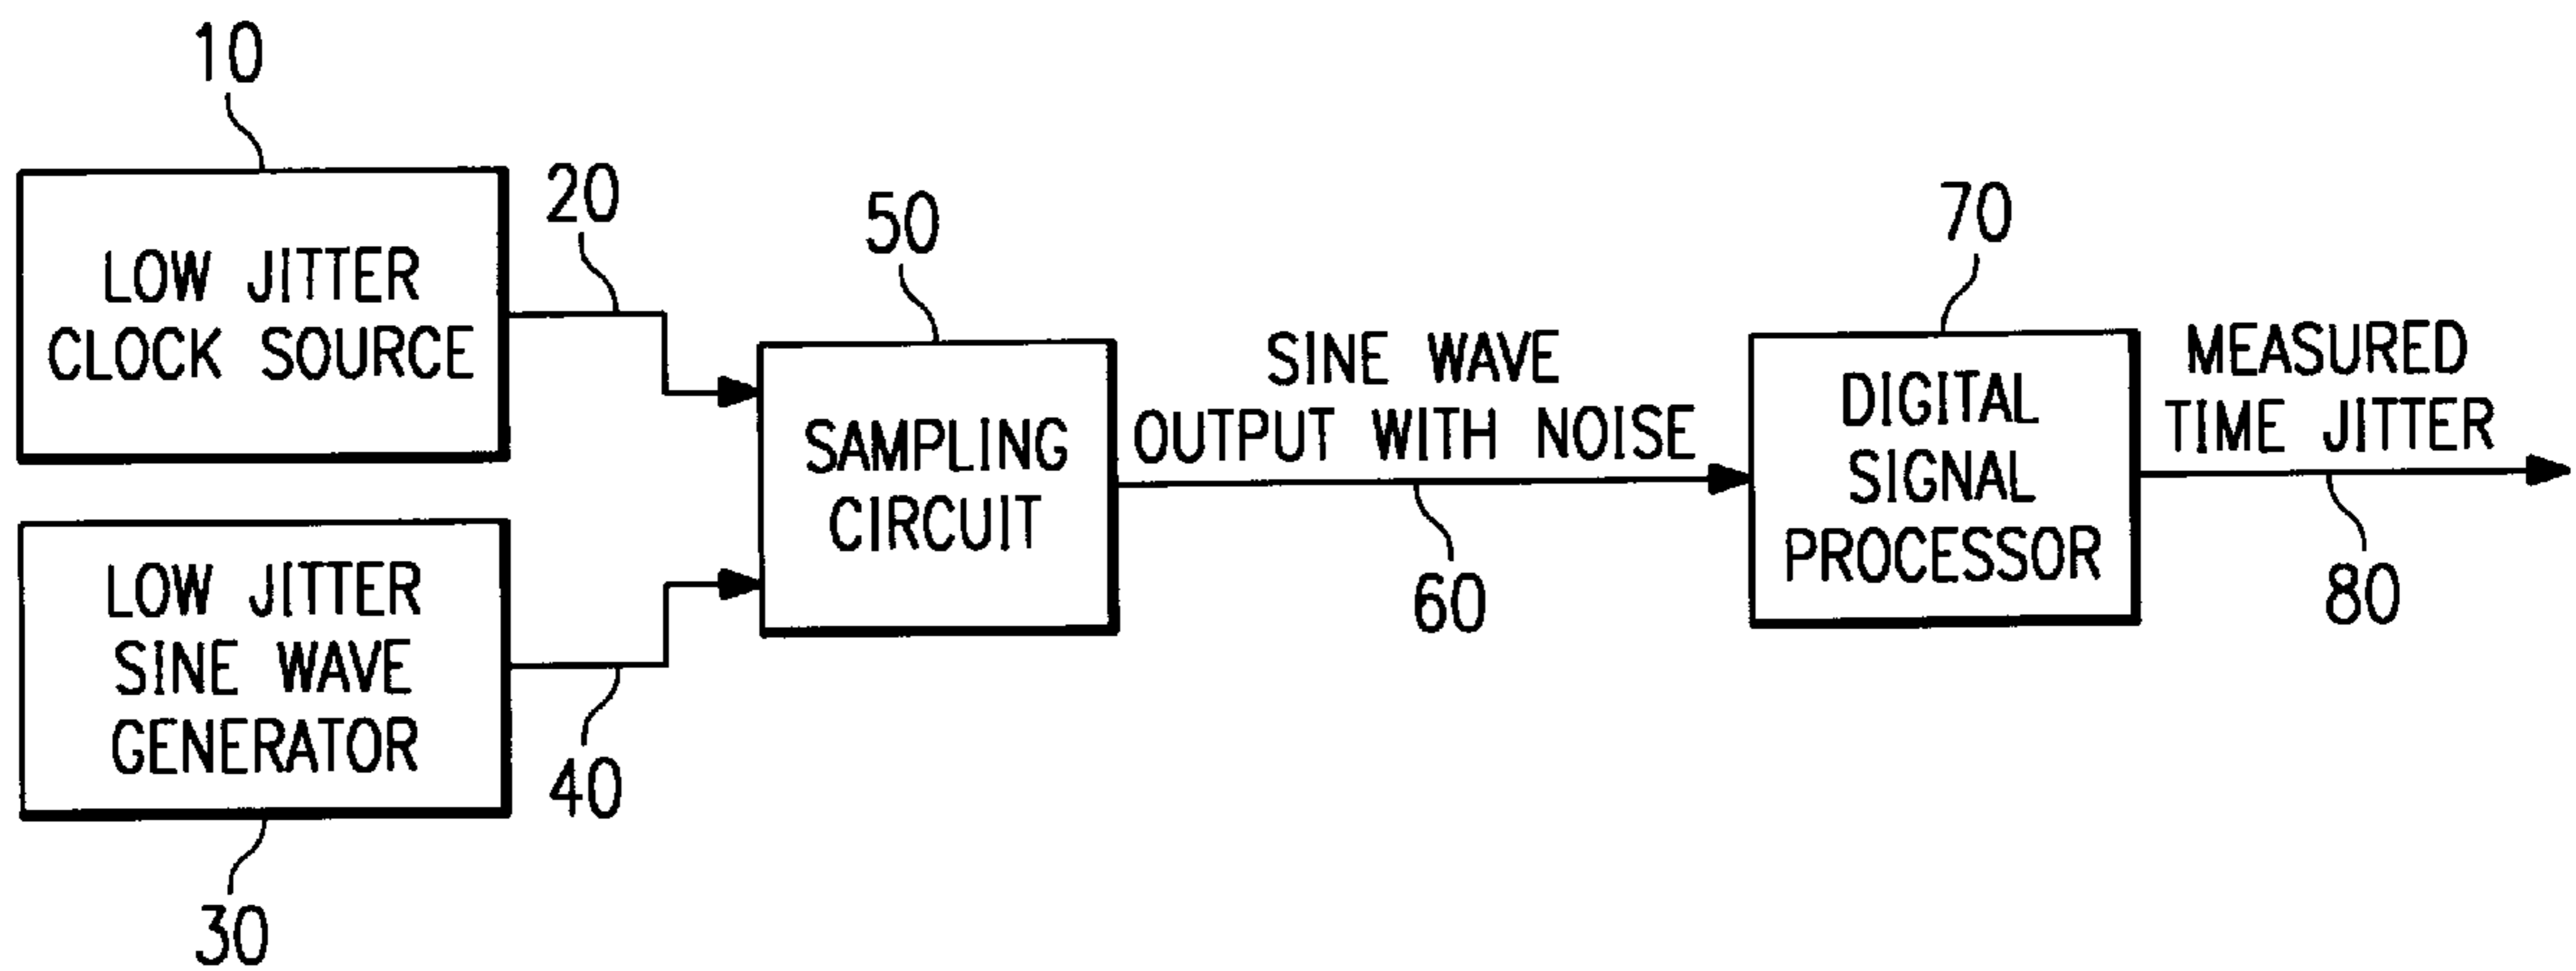 10
LOW JITTER
CLOCK SOURCE
20
LOW JITTER
SINE WAVE
GENERATOR
30
40
50
SAMPLING
CIRCUIT
SINE WAVE
OUTPUT WITH NOISE
60
70
DIGITAL
SIGNAL
PROCESSOR
MEASURED
TIME JITTER
80